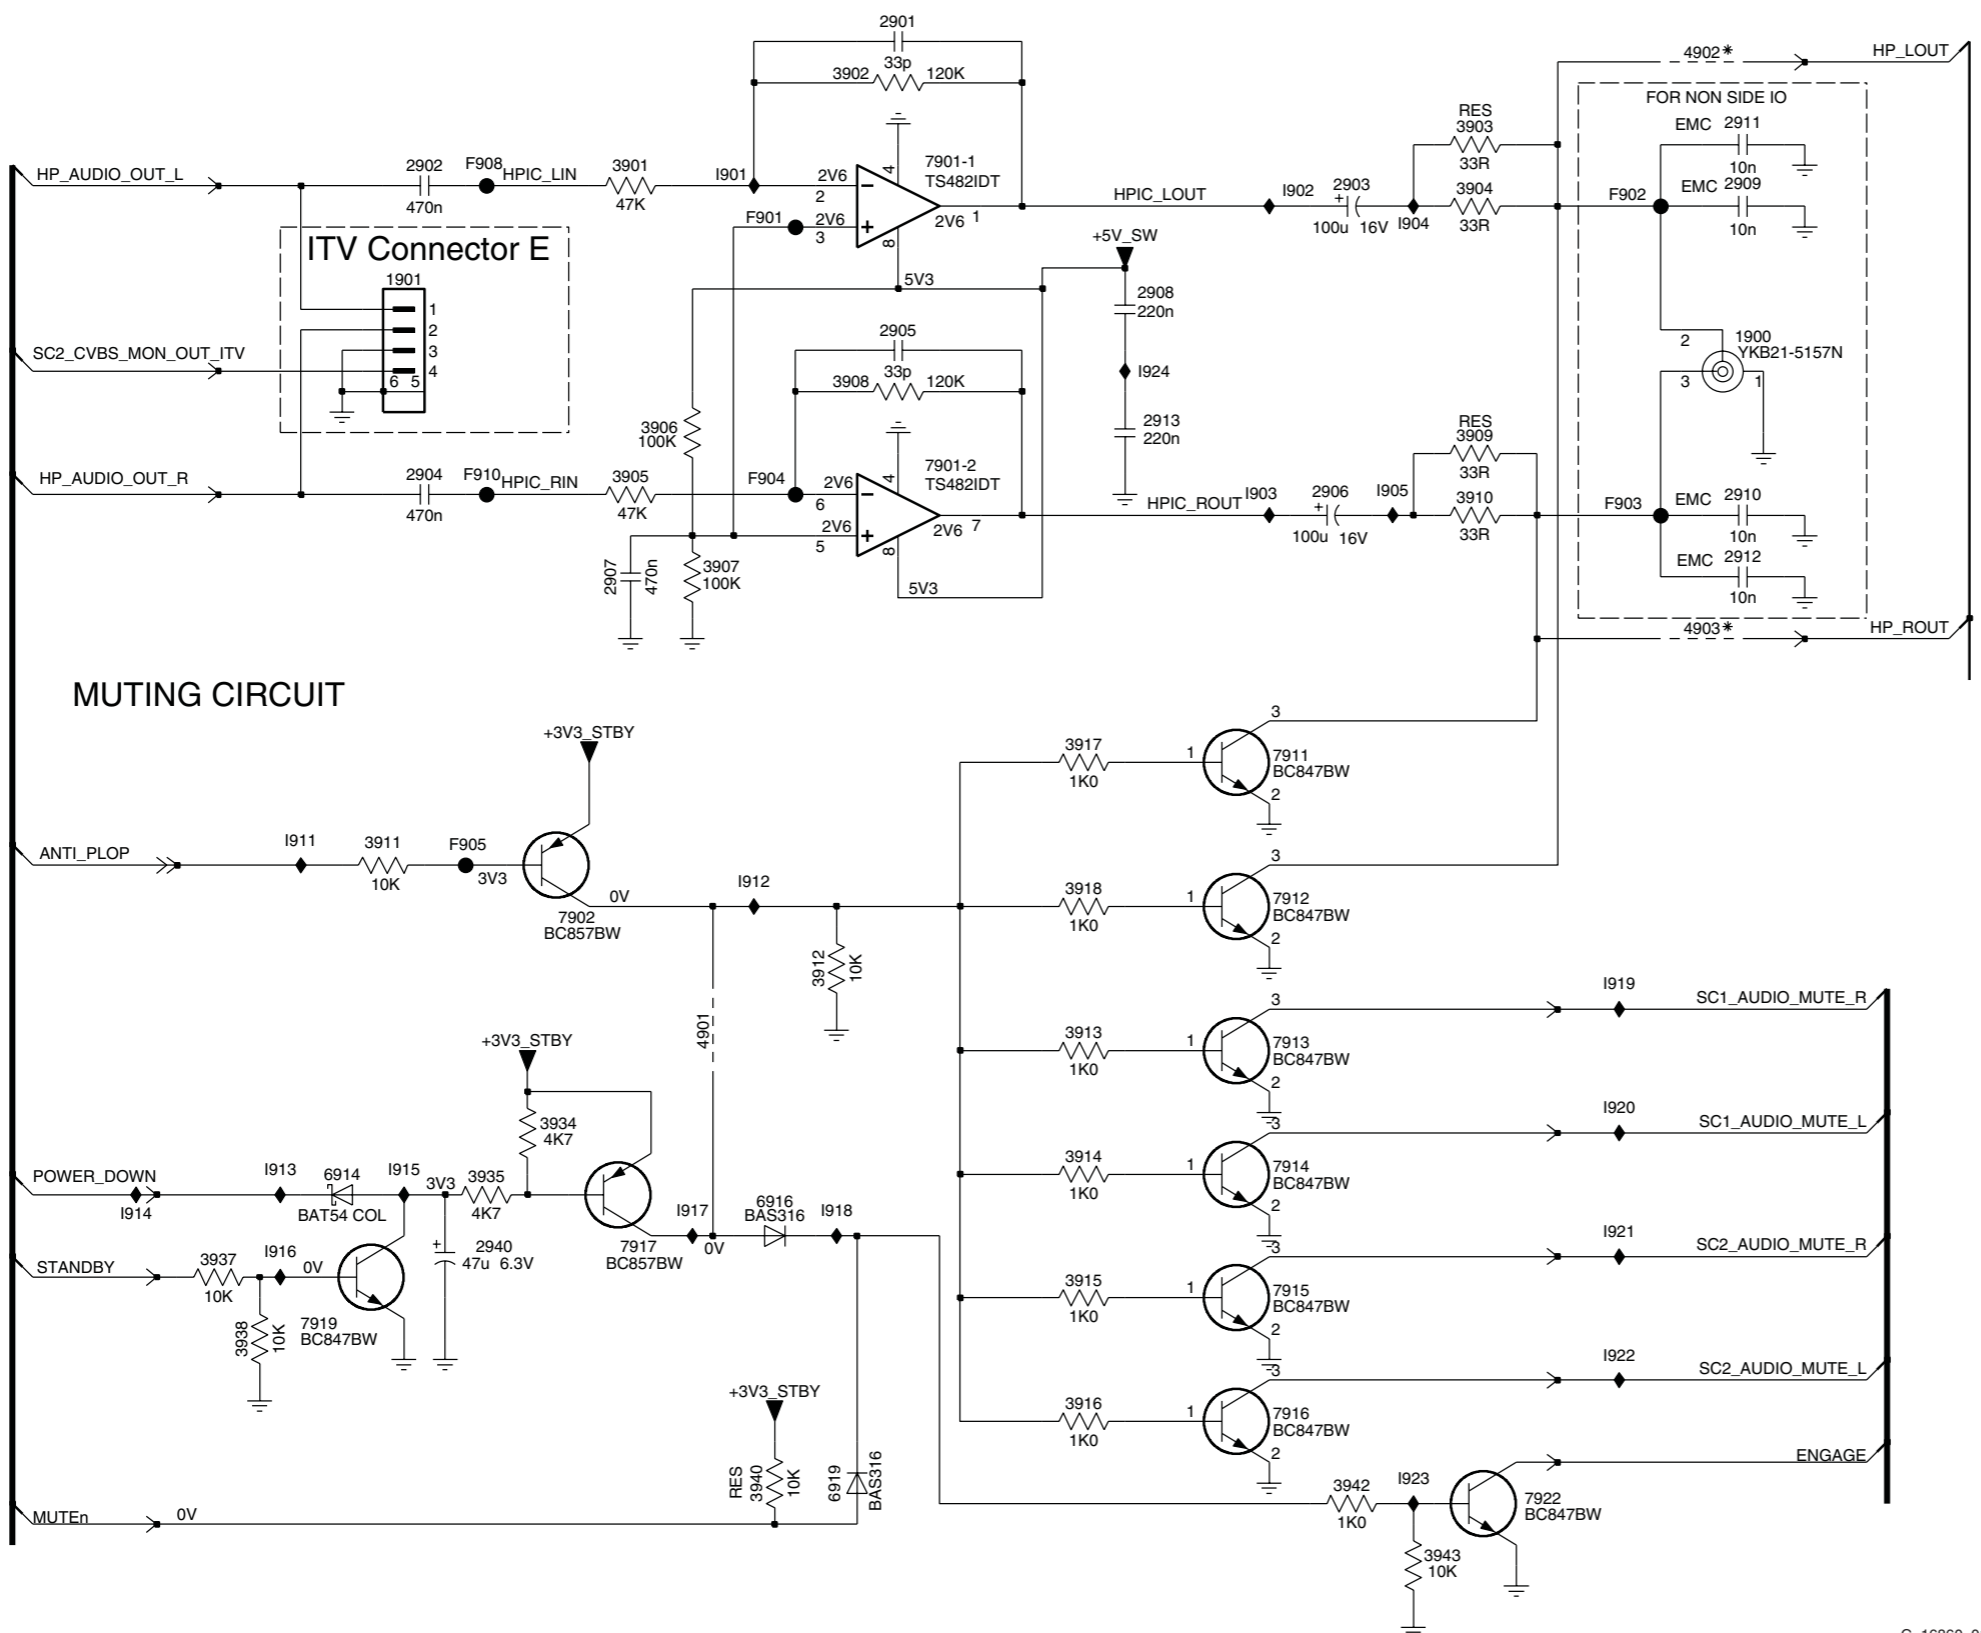 2901
33p
3902 120K
4902* HP_LOUT
FOR NON SIDE IO
EMC 2911
10n
RES
3903
33R
HP_AUDIO_OUT_L
2902
470n
F908 HPIC_LIN
3901
47K
I901
2V6
2
4
7901-1
TS482IDT
F901 2V6
3
8
2V6 1
HPIC_LOUT
I902
2903
+
100u 16V
I904
3904
33R
F902
EMC 2909
10n
ITV Connector E
1901
1
2
3
4
6 5
+5V_SW
5V3
2908
220n
SC2_CVBS_MON_OUT_ITV
2905
33p
3908 120K
I924
2
3
1
1900
YKB21-5157N
3906
100K
2913
220n
RES
3909
33R
HP_AUDIO_OUT_R
2904
470n
F910 HPIC_RIN
3905
47K
F904
2V6
6
4
7901-2
TS482IDT
2V6
5
8
2V6 7
HPIC_ROUT
I903
2906
+
100u 16V
I905
3910
33R
F903
EMC 2910
10n
EMC 2912
10n
2907
470n
3907
100K
5V3
4903* HP_ROUT
MUTING CIRCUIT
+3V3_STBY
3917
1K0
1
3
7911
BC847BW
2
ANTI_PLOP
I911
3911
10K
F905
3V3
7902
BC857BW
0V
I912
3912
10K
3918
1K0
1
3
7912
BC847BW
2
4901
3913
1K0
1
3
7913
BC847BW
2
I919
SC1_AUDIO_MUTE_R
+3V3_STBY
3934
4K7
3914
1K0
1
3
7914
BC847BW
2
I920
SC1_AUDIO_MUTE_L
POWER_DOWN
I914
I913
6914
BAT54 COL
I915
3V3
3935
4K7
7917
BC857BW
I917
0V
6916
BAS316
I918
STANDBY
3937
10K
I916
0V
3938
10K
7919
BC847BW
+
2940
47u 6.3V
3915
1K0
1
3
7915
BC847BW
2
I921
SC2_AUDIO_MUTE_R
3916
1K0
1
3
7916
BC847BW
2
I922
SC2_AUDIO_MUTE_L
+3V3_STBY
RES
3940
10K
6919
BAS316
MUTEn
0V
3942
1K0
I923
3943
10K
7922
BC847BW
ENGAGE